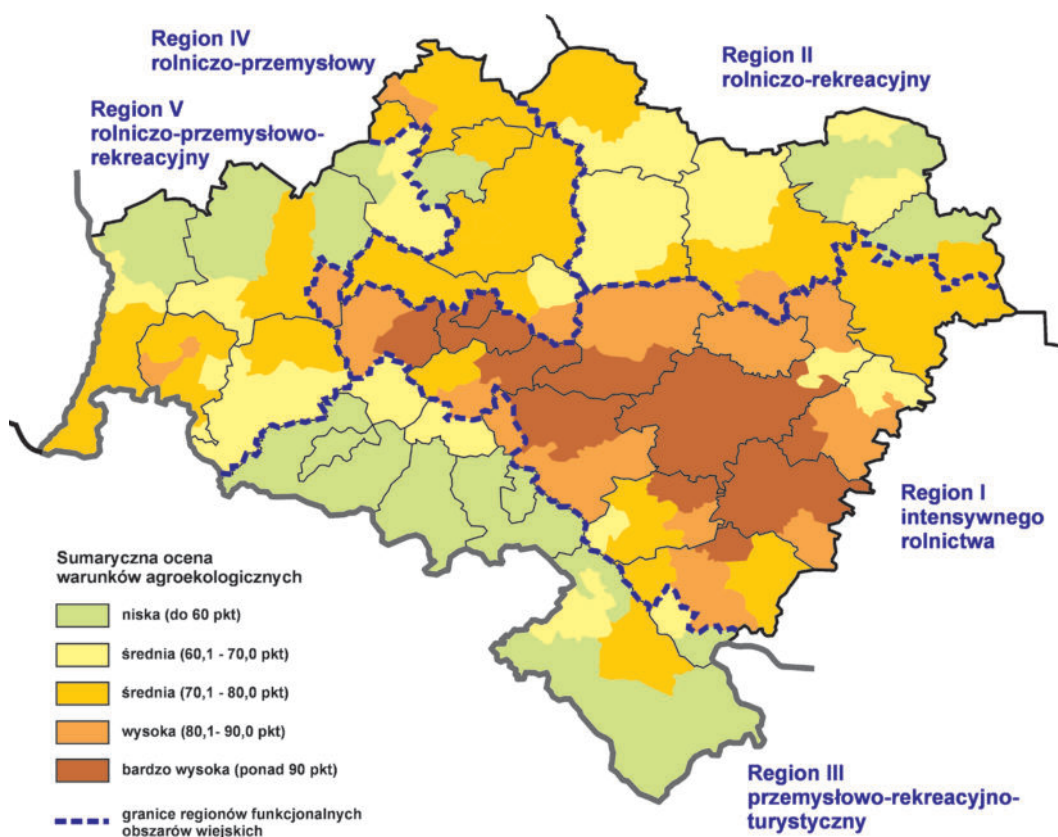 Region IV
rolniczo-przemysłowy
Region II
rolniczo-rekreacyjny
Region V
rolniczo-przemysłowo-
rekreacyjny
Region I
intensywnego
rolnictwa
Sumaryczna ocena
warunków agroekologicznych
niska (do 60 pkt)
średnia (60,1 - 70,0 pkt)
średnia (70,1 - 80,0 pkt)
wysoka (80,1- 90,0 pkt)
bardzo wysoka (ponad 90 pkt)
granice regionów funkcjonalnych
obszarów wiejskich
Region III
przemysłowo-rekreacyjno-
turystyczny